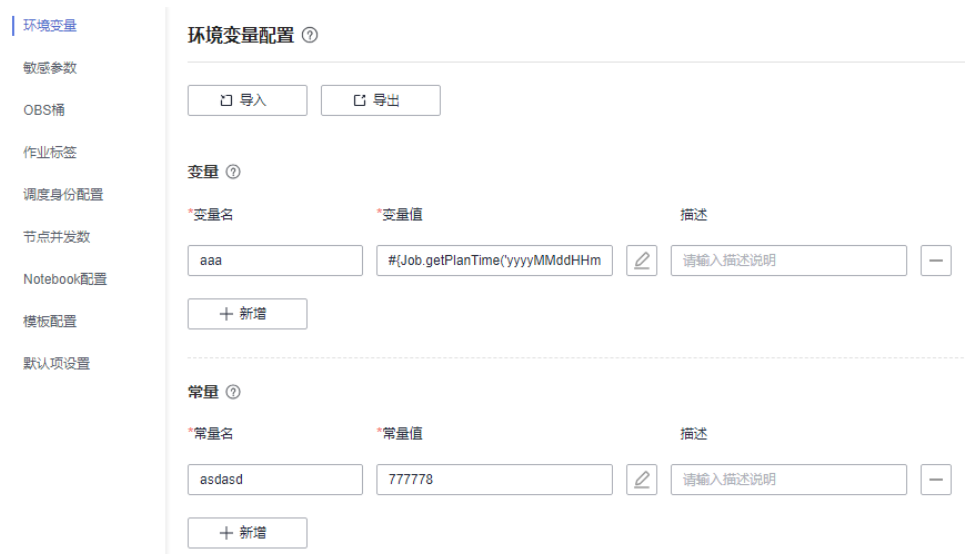 环境变量
敏感参数
OBS桶
作业标签
调度身份配置
节点并发数
Notebook配置
模板配置
默认项设置
环境变量配置
导入 导出
变量
*变量名 *变量值 描述
aaa #{Job.getPlanTime('yyyyMMddHHm 请输入描述说明
新增
常量
*常量名 *常量值 描述
asdasd 777778 请输入描述说明
新增